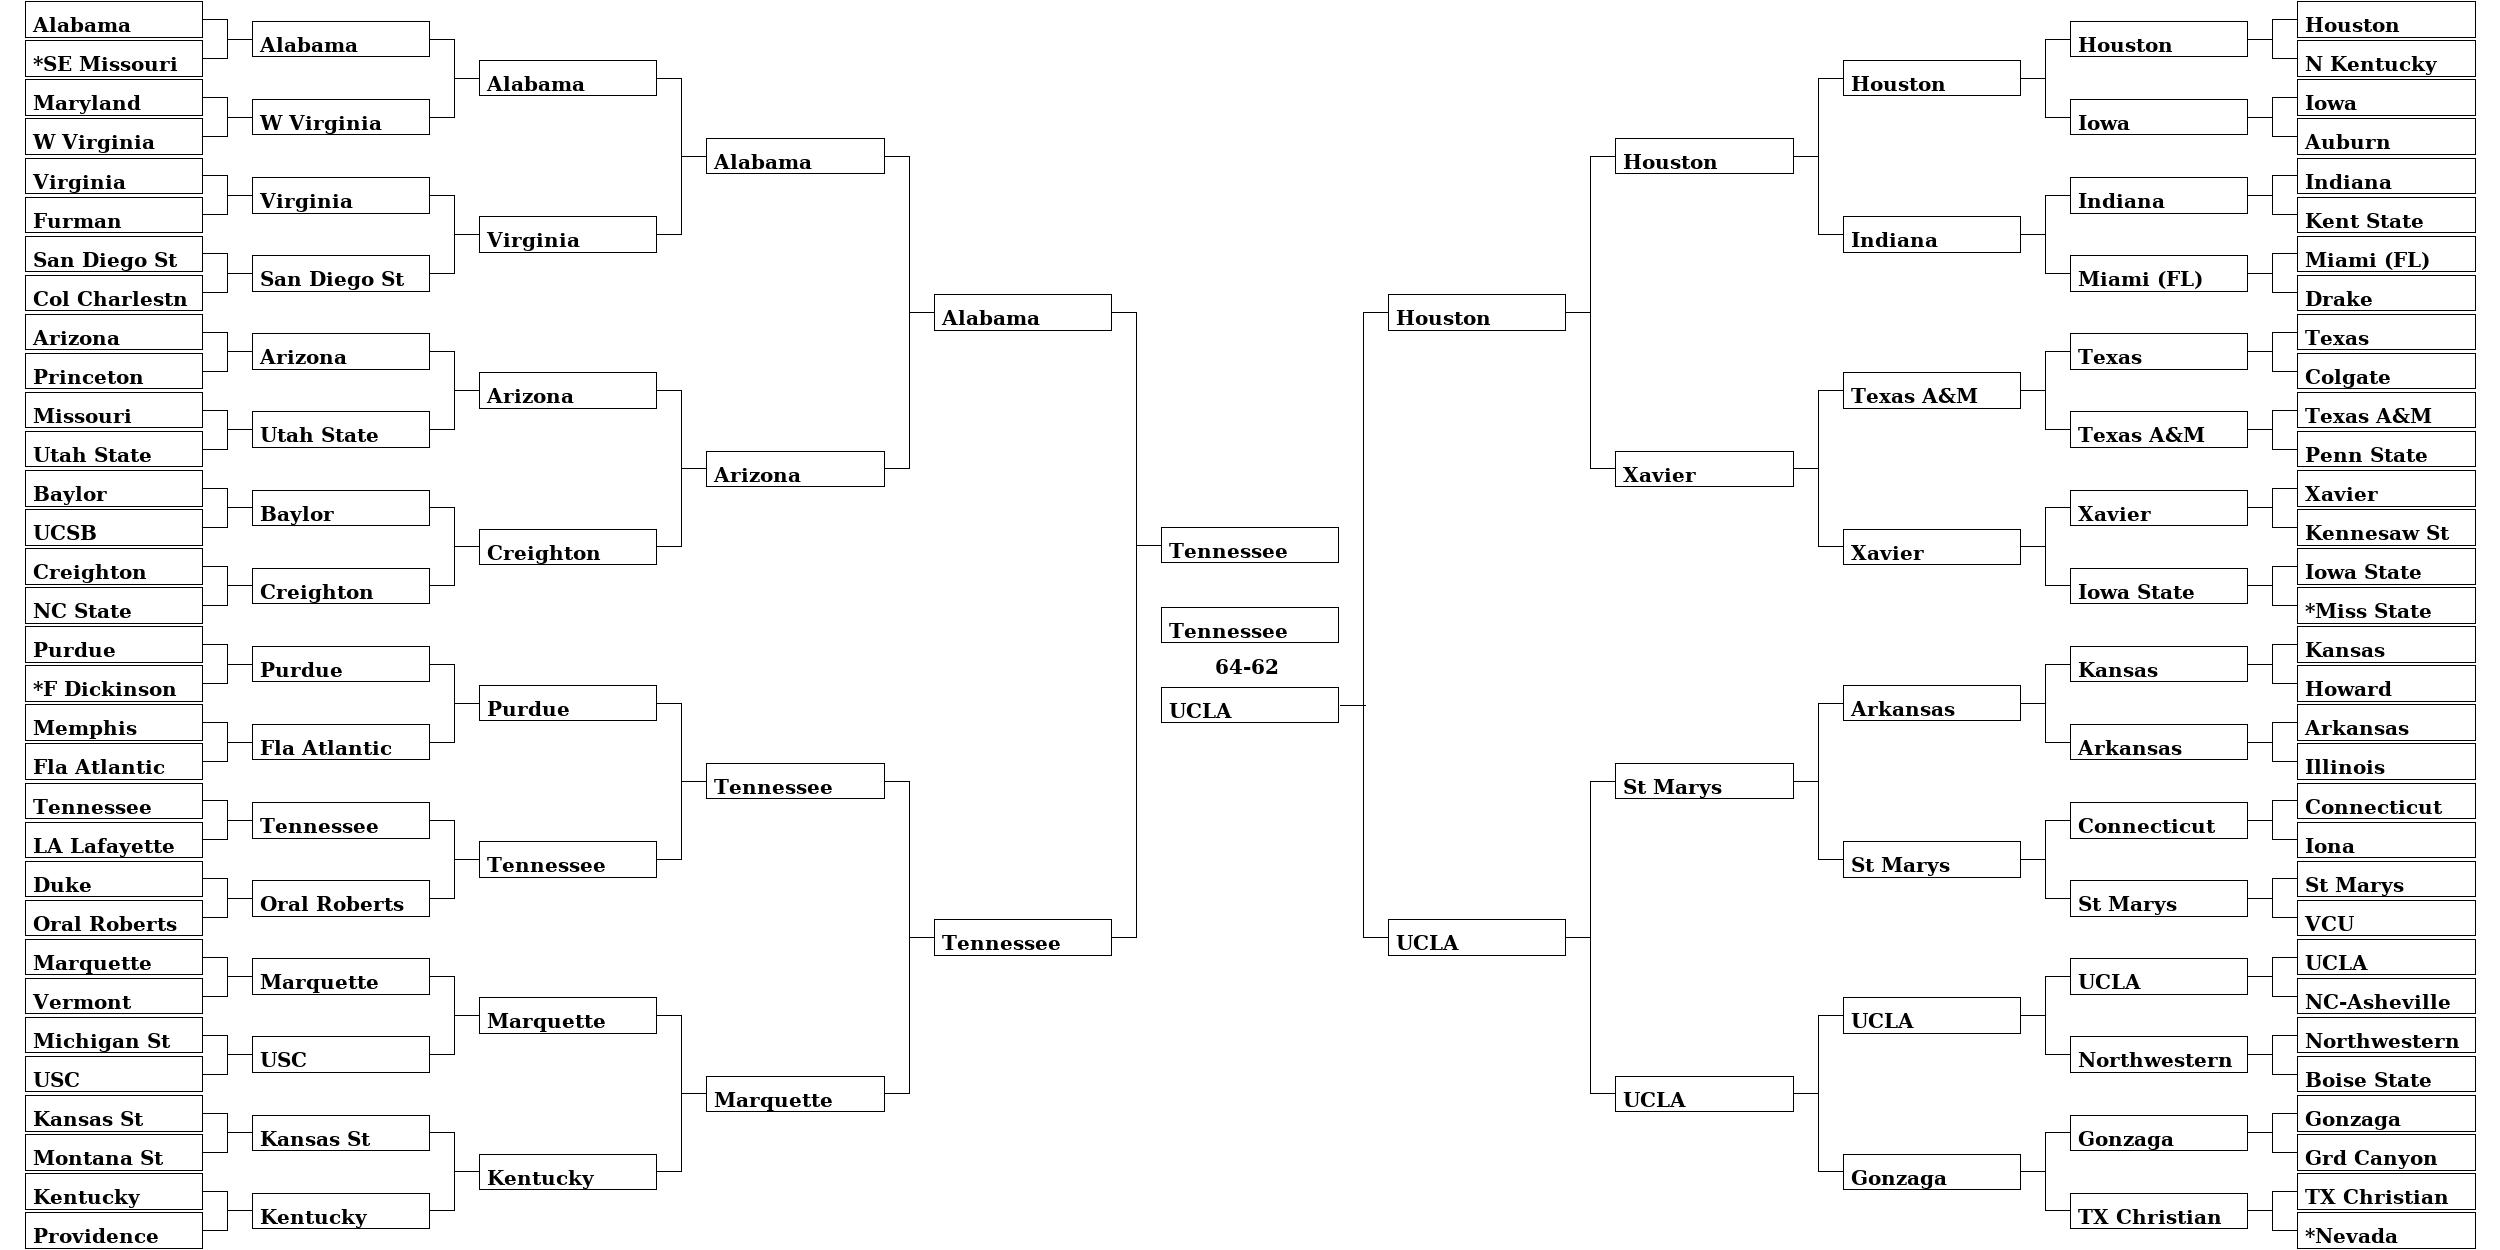 Alabama
*SE Missouri
Maryland
W Virginia
Virginia
Furman
San Diego St
Col Charlestn
Arizona
Princeton
Missouri
Utah State
Baylor
UCSB
Creighton
NC State
Purdue
*F Dickinson
Memphis
Fla Atlantic
Tennessee
LA Lafayette
Duke
Oral Roberts
Marquette
Vermont
Michigan St
USC
Kansas St
Montana St
Kentucky
Providence
Alabama
W Virginia
Virginia
San Diego St
Arizona
Utah State
Baylor
Creighton
Purdue
Fla Atlantic
Tennessee
Oral Roberts
Marquette
USC
Kansas St
Kentucky
Alabama
Virginia
Arizona
Creighton
Purdue
Tennessee
Marquette
Kentucky
Alabama
Arizona
Tennessee
Marquette
Alabama
Tennessee
Tennessee
Tennessee
64-62
UCLA
Houston
UCLA
Houston
Xavier
St Marys
UCLA
Houston
Indiana
Texas A&M
Xavier
Arkansas
St Marys
UCLA
Gonzaga
Houston
Iowa
Indiana
Miami (FL)
Texas
Texas A&M
Xavier
Iowa State
Kansas
Arkansas
Connecticut
St Marys
UCLA
Northwestern
Gonzaga
TX Christian
Houston
N Kentucky
Iowa
Auburn
Indiana
Kent State
Miami (FL)
Drake
Texas
Colgate
Texas A&M
Penn State
Xavier
Kennesaw St
Iowa State
*Miss State
Kansas
Howard
Arkansas
Illinois
Connecticut
Iona
St Marys
VCU
UCLA
NC-Asheville
Northwestern
Boise State
Gonzaga
Grd Canyon
TX Christian
*Nevada